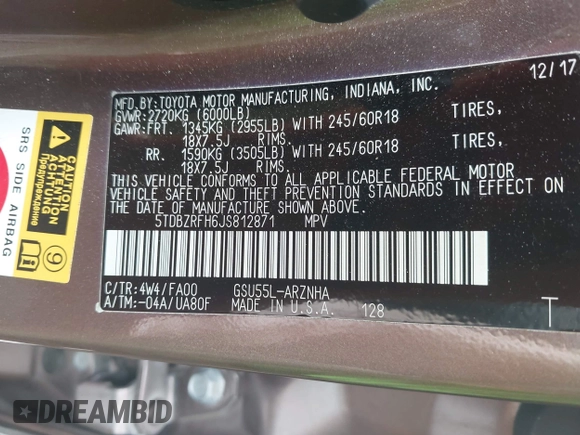 12/17
MFD.BY:TOYOTA MOTOR MANUFACTURING, INDIANA, INC.
GVWR:2720KG (6000LB)
GAWR:FRT. 1345KG (2955LB) WITH 245/60R18 TIRES,
18X7.5J RIMS.
RR. 1590KG (3505LB) WITH 245/60R18 TIRES,
18X7.5J RIMS.
THIS VEHICLE CONFORMS TO ALL APPLICABLE FEDERAL MOTOR
VEHICLE SAFETY AND THEFT PREVENTION STANDARDS IN EFFECT ON
THE DATE OF MANUFACTURE SHOWN ABOVE.
5TDBZRFH6JS812871 MPV
C/TR:4W4/FA00 GSU55L-ARZNHA
A/TM:-04A/UA80F MADE IN U.S.A. 128 T
SRS SIDE AIRBAG
CAUTION
ATTENTION
ACHTUNG
Предупреждение
9
i
DREAMBID